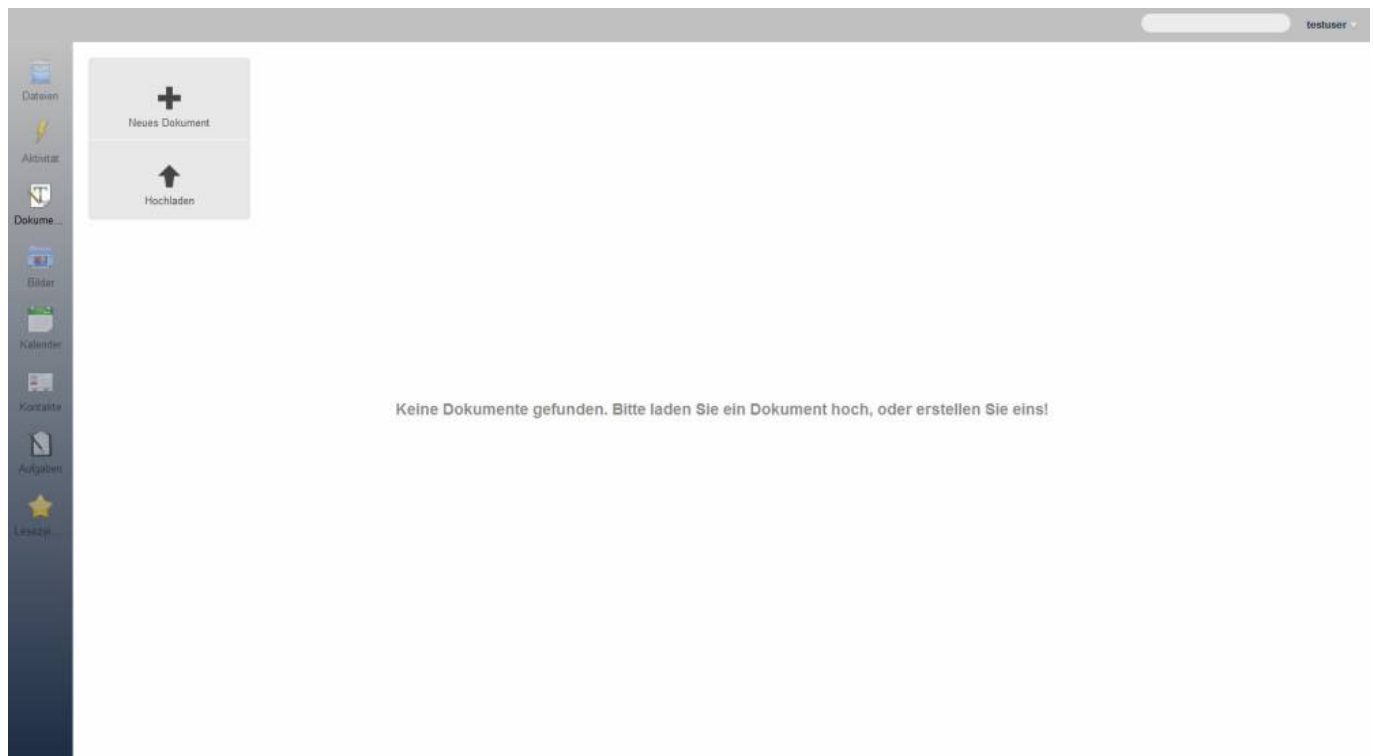 testuser
Dateien
Aktivität
Dokume...
Bilder
Kalender
Kontakte
Aufgaben
Lesezei...
Neues Dokument
Hochladen
Keine Dokumente gefunden. Bitte laden Sie ein Dokument hoch, oder erstellen Sie eins!